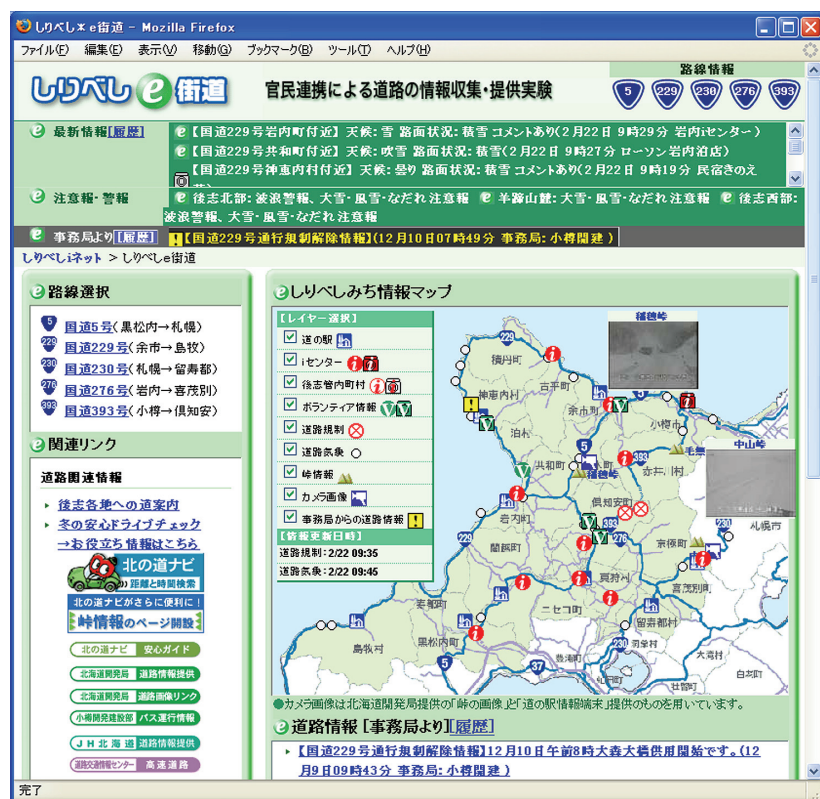 しりべしe街道 - Mozilla Firefox
ファイル(F) 編集(E) 表示(V) 移動(G) ブックマーク(B) ツール(T) ヘルプ(H)
しりべしe街道
官民連携による道路の情報収集・提供実験
路線情報
5 229 230 276 393
最新情報[履歴]
【国道229号岩内町付近】天候:雪 路面状況:積雪 コメントあり(2月22日 9時29分 岩内iセンター)
【国道229号共和町付近】天候:吹雪 路面状況:積雪(2月22日 9時27分 ローソン岩内泊店)
【国道229号神恵内村付近】天候:曇り 路面状況:積雪 コメントあり(2月22日 9時19分 民宿きのえ
注意報・警報
後志北部:波浪警報、大雪・風雪・なだれ注意報 羊蹄山麓:大雪・風雪・なだれ注意報 後志西部:
波浪警報、大雪・風雪・なだれ注意報
事務局より[履歴]
【国道229号通行規制解除情報】(12月10日07時49分 事務局:小樽開建 )
しりべしiネット > しりべしe街道
路線選択
5 国道5号(黒松内→札幌)
229 国道229号(余市→島牧)
230 国道230号(札幌→留寿都)
276 国道276号(岩内→喜茂別)
393 国道393号(小樽→倶知安)
関連リンク
道路関連情報
後志各地への道案内
冬の安心ドライブチェック
→お役立ち情報はこちら
北の道ナビ
距離と時間検索
北の道ナビがさらに便利に!
峠情報のページ開設
北の道ナビ 安心ガイド
北海道開発局 道路情報提供
北海道開発局 道路画像リンク
小樽開発建設部 バス運行情報
JH北海道 道路情報提供
道路交通情報センター 高速道路
しりべしみち情報マップ
【レイヤー選択】
道の駅
iセンター
後志管内町村
ボランティア情報
道路規制
道路気象
峠情報
カメラ画像
事務局からの道路情報
【情報更新日時】
道路規制:2/22 09:35
道路気象:2/22 09:45
稲穂峠
229
積丹町
古平町
神恵内村
余市町
小樽市
泊村
5
毛無
中山峠
共和町
393
赤井川村
稲穂峠
岩内町
倶知安町
393
276
230
札幌市
229
蘭越町
京極町
真狩村
喜茂別町
寿都町
ニセコ町
230
留寿都村
黒松内町
島牧村
5
37
豊浦町
大滝村
壮瞥町
白老町
●カメラ画像は北海道開発局提供の「峠の画像」と「道の駅情報端末」提供のものを用いています。
道路情報 [事務局より][履歴]
【国道229号通行規制解除情報】12月10日午前8時大森大橋供用開始です。(12
月9日09時43分 事務局:小樽開建 )
完了